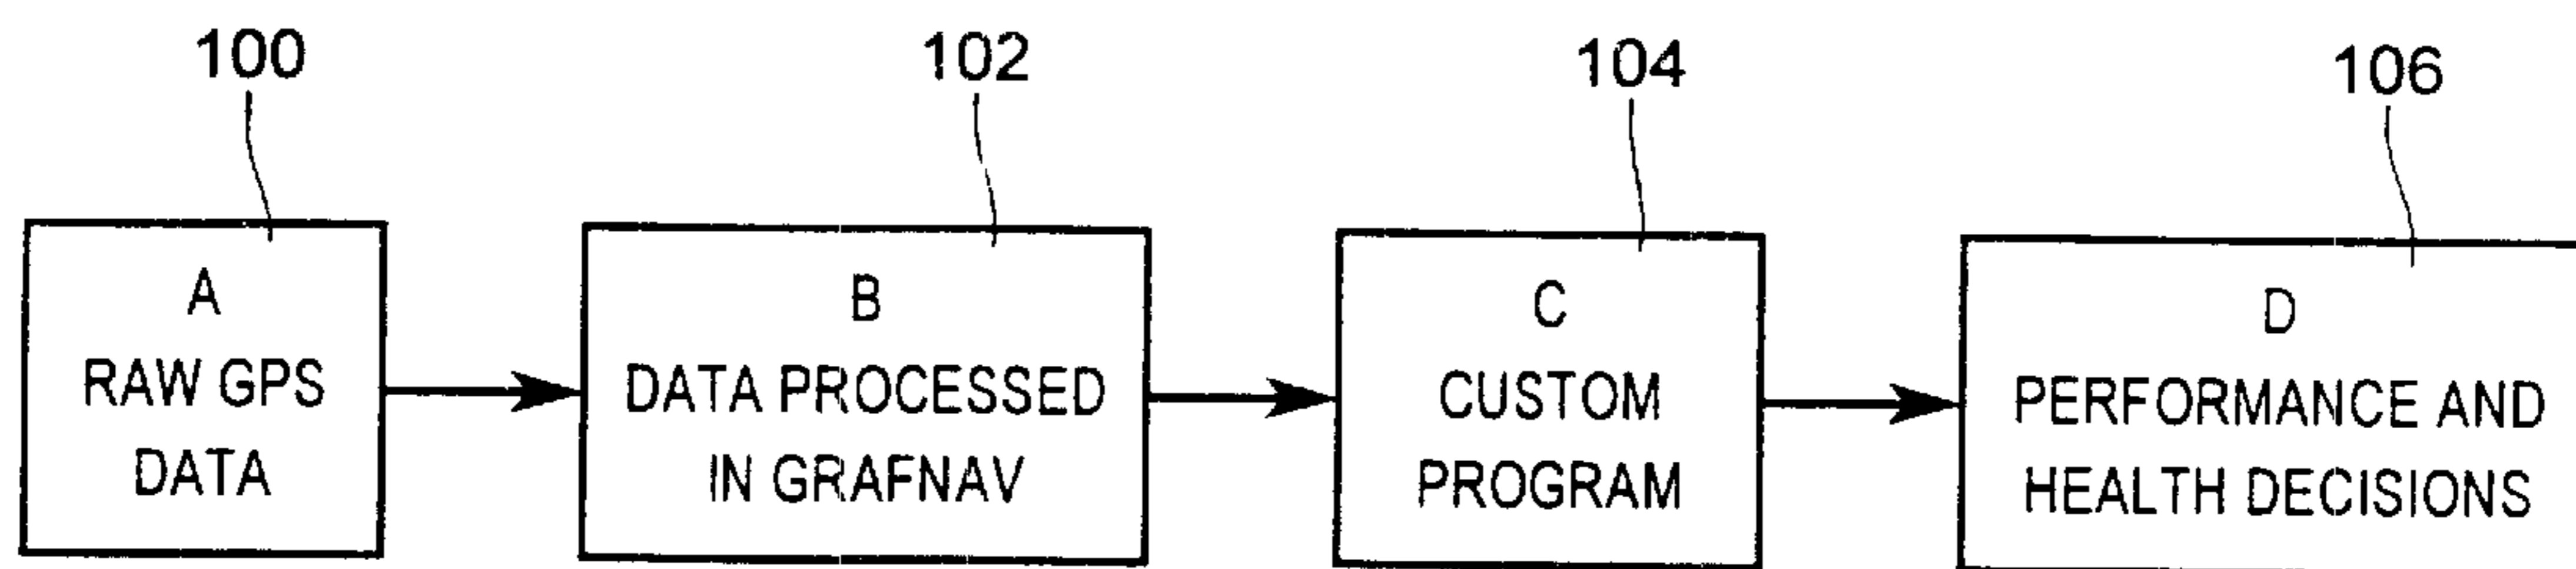 100
102
104
106
A
RAW GPS
DATA
B
DATA PROCESSED
IN GRAFNAV
C
CUSTOM
PROGRAM
D
PERFORMANCE AND
HEALTH DECISIONS